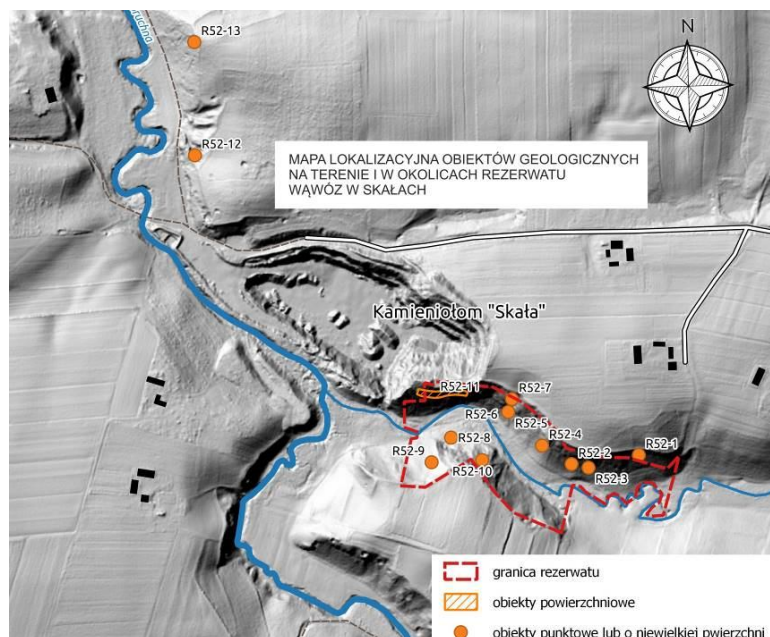 ruchna
R52-13
N
R52-12
MAPA LOKALIZACYJNA OBIEKTÓW GEOLOGICZNYCH
NA TERENIE I W OKOLICACH REZERWATU
WĄWÓZ W SKAŁACH
Kamieniołom "Skała"
R52-11
R52-7
R52-6
R52-5
R52-4
R52-8
R52-1
R52-9
R52-2
R52-10
R52-3
granica rezerwatu
obiekty powierzchniowe
obiekty punktowe lub o niewielkiej pwierzchni